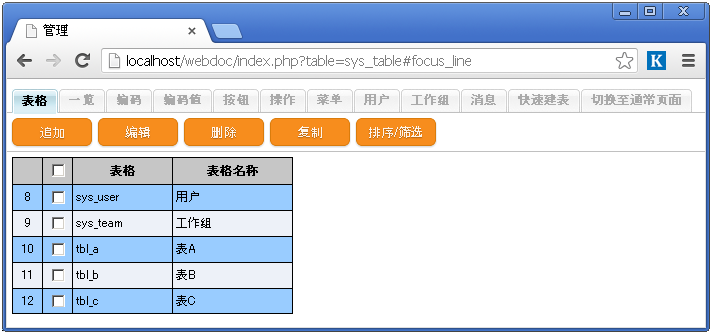 管理
localhost/webdoc/index.php?table=sys_table#focus_line
K
表格 一览 编码 编码值 按钮 操作 菜单 用户 工作组 消息 快速建表 切换至通常页面
追加 编辑 删除 复制 排序/筛选
表格 表格名称
8 sys_user 用户
9 sys_team 工作组
10 tbl_a 表A
11 tbl_b 表B
12 tbl_c 表C